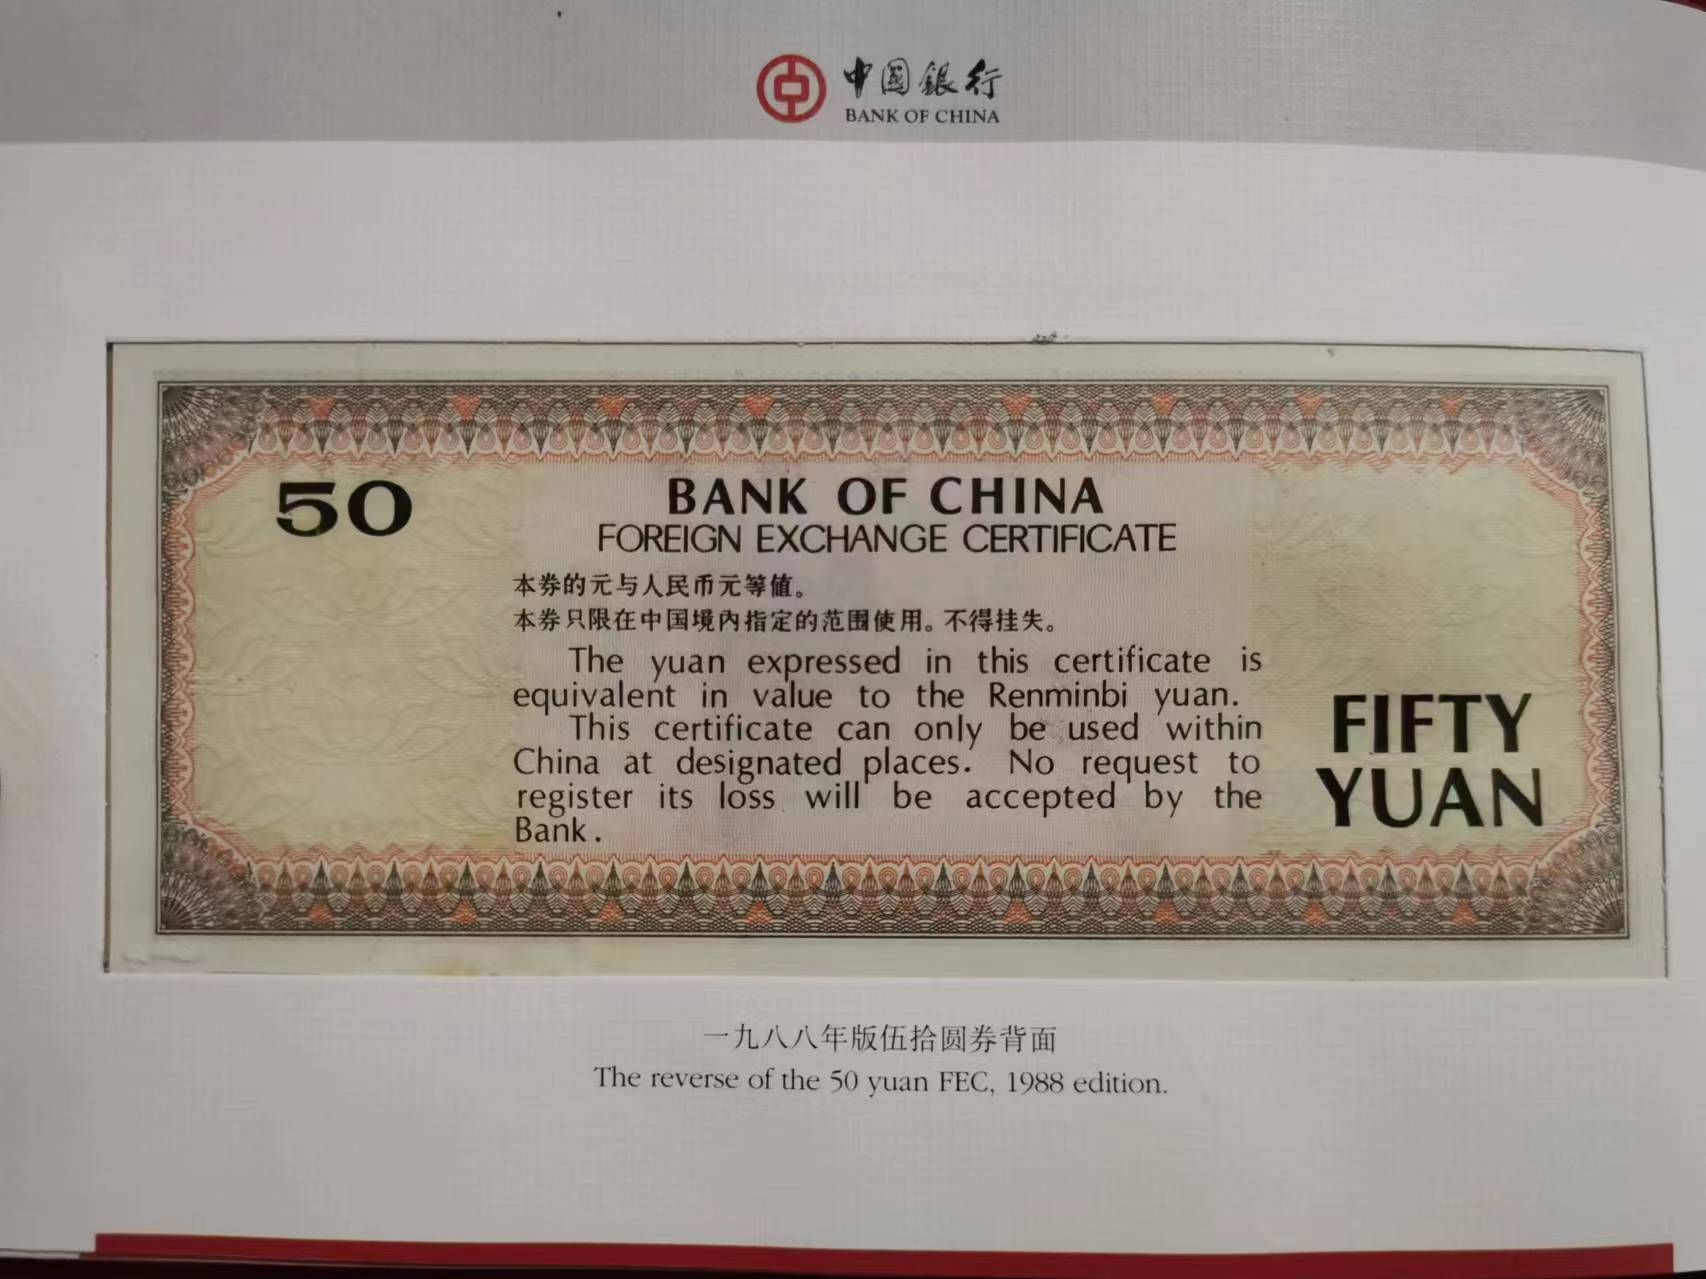 中国銀行
BANK OF CHINA
50
BANK OF CHINA
FOREIGN EXCHANGE CERTIFICATE
本券的元与人民币元等值。
本券只限在中国境内指定的范围使用。不得挂失。
The yuan expressed in this certificate is
equivalent in value to the Renminbi yuan.
This certificate can only be used within
China at designated places. No request to
register its loss will be accepted by the
Bank.
FIFTY
YUAN
一九八八年版伍拾圆券背面
The reverse of the 50 yuan FEC, 1988 edition.